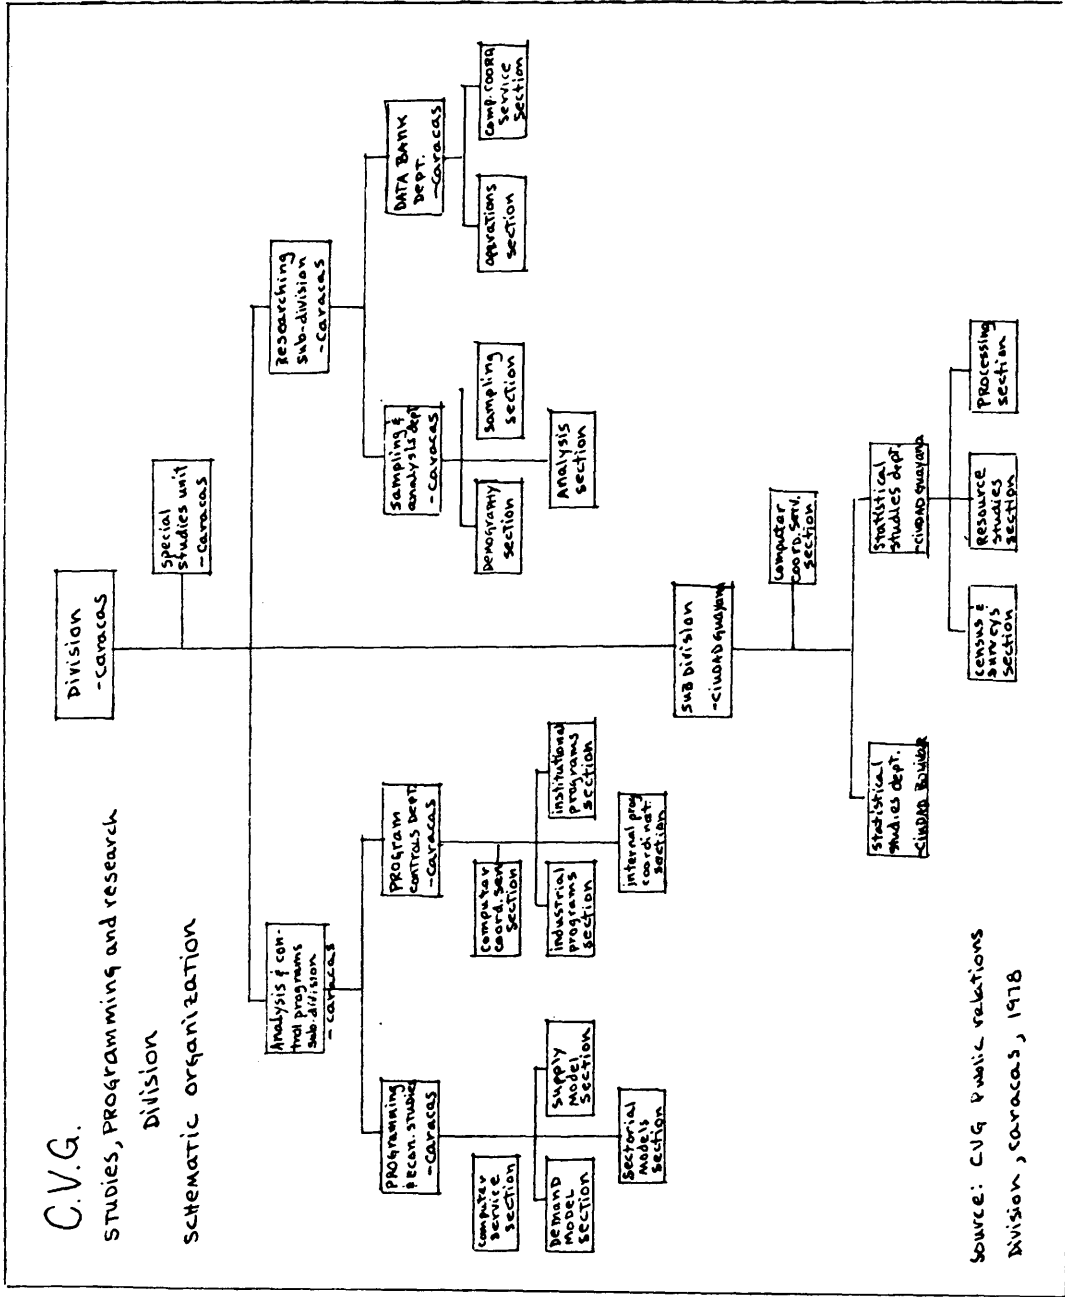 C.V.G.
STUDIES, PROGRAMMING and research
Division
SCHEMATIC ORGANIZATION
Division
-Caracas
special
studies unit
-Caracas
Analysis & con-
trol programs
sub-division
-caracas
Researching
sub-division
-Caracas
PROGRAMMING
& econ. studies
-Caracas
PROGRAM
CONTROLS DEPT.
-Caracas
Sampling &
analysis dept
-Caracas
DATA BANK
DEPT.
-Caracas
computer
service
section
DEMAND
MODEL
section
Supply
Model
Section
Sectorial
Models
section
computer
coord. serv
section
industrial
programs
section
institutional
programs
section
internal prog
coordinat.
section
DEMOGRAPHY
section
sampling
section
Analysis
section
operations
section
comp. COORD
service
section
SUB DIVISION
-CIUDAD GUAYANA
computer
coord. serv.
section
Statistical
studies dept.
-CIUDAD BOLIVAR
Statistical
studies dept.
-CIUDAD Guayana
census &
surveys
section
Resource
studies
section
PROCESSING
section
Source: CVG Public relations
Division, Caracas, 1978